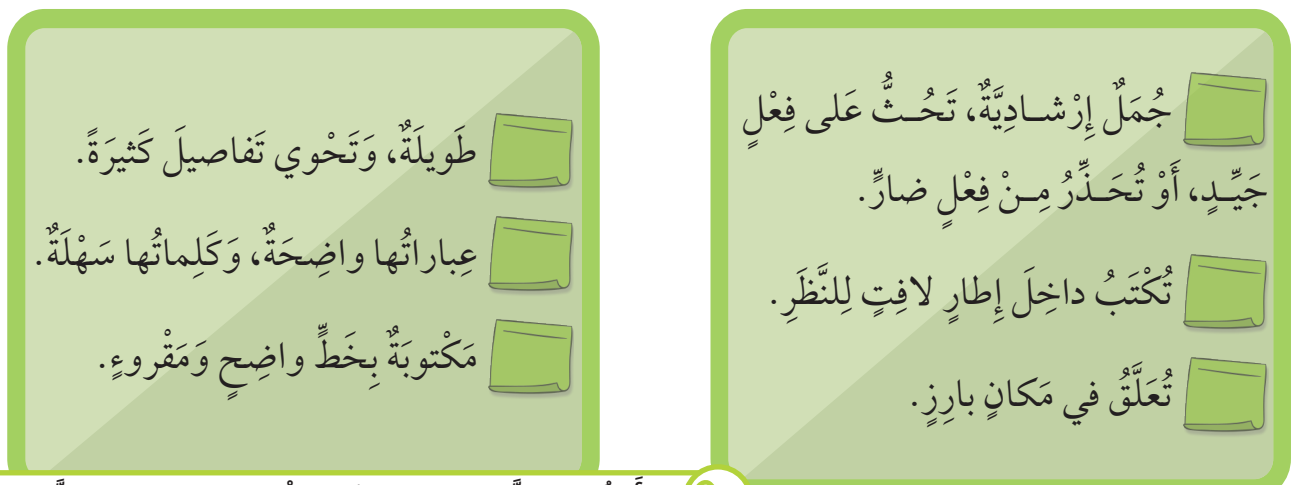 جُمَلٌ إِرْشادِيَّةٌ، تَحُثُّ عَلى فِعْلٍ
جَيِّدٍ، أَوْ تُحَذِّرُ مِنْ فِعْلٍ ضارٍّ.
تُكْتَبُ داخِلَ إِطارٍ لافِتٍ لِلنَّظَرِ.
تُعَلَّقُ في مَكانٍ بارِزٍ.
طَويلَةٌ، وَتَحْوي تَفاصيلَ كَثيرَةً.
عِباراتُها واضِحَةٌ، وَكَلِماتُها سَهْلَةٌ.
مَكْتوبَةٌ بِخَطٍّ واضِحٍ وَمَقْروءٍ.